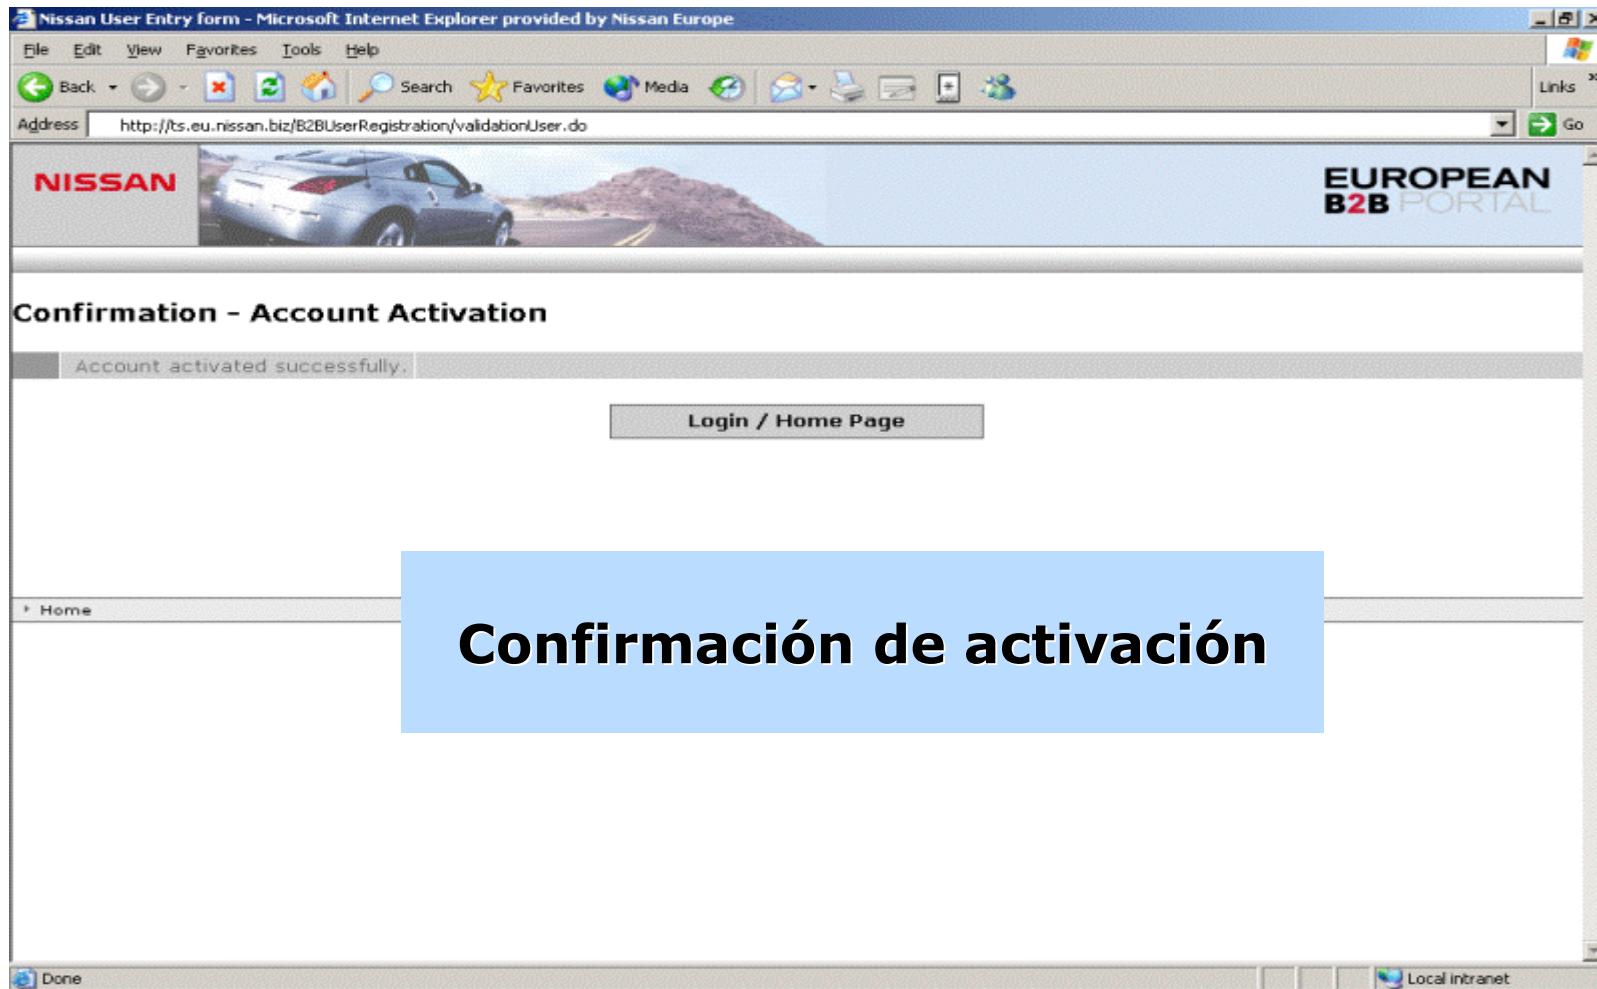 Nissan User Entry form - Microsoft Internet Explorer provided by Nissan Europe
File Edit View Favorites Tools Help
Back Search Favorites Media Links
Address http://ts.eu.nissan.biz/B2BUserRegistration/validationUser.do Go
NISSAN
EUROPEAN
B2B PORTAL
Confirmation - Account Activation
Account activated successfully.
Login / Home Page
Home
Confirmación de activación
Done Local intranet